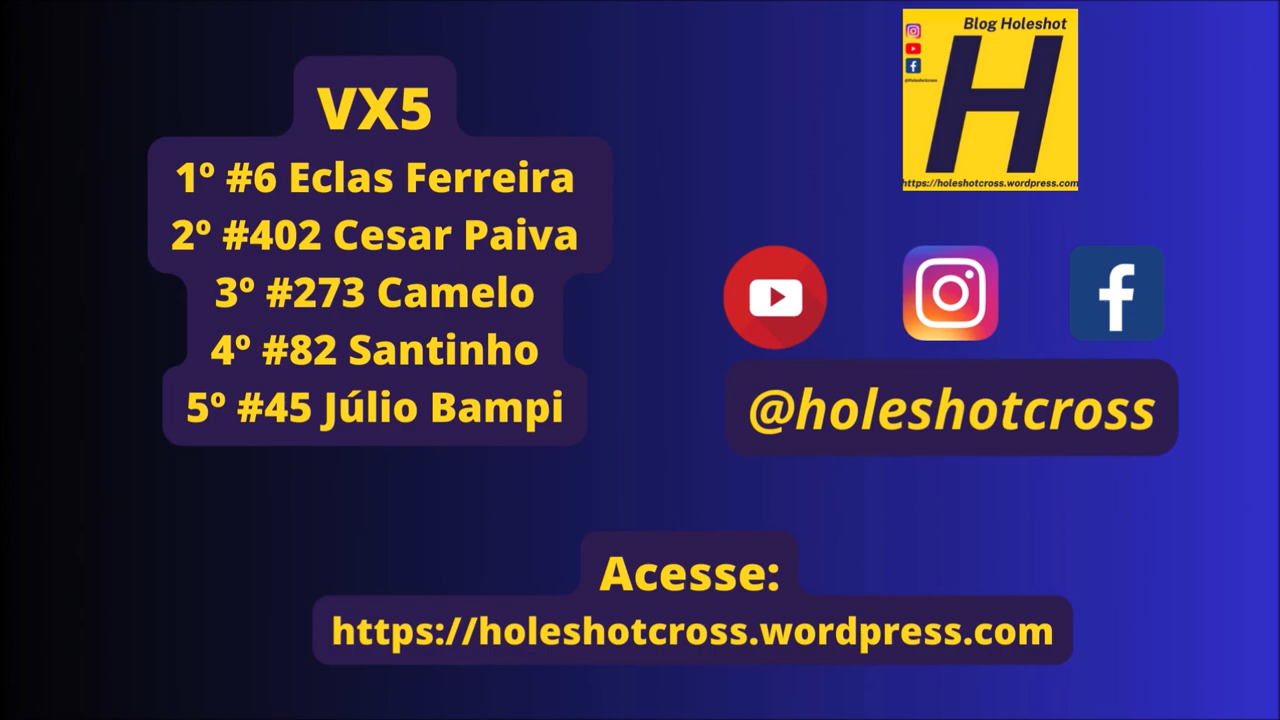 VX5
1º #6 Eclas Ferreira
2º #402 Cesar Paiva
3º #273 Camelo
4º #82 Santinho
5º #45 Júlio Bampi
Blog Holeshot
H
@holeshotcross
https://holeshotcross.wordpress.com
@holeshotcross
Acesse:
https://holeshotcross.wordpress.com